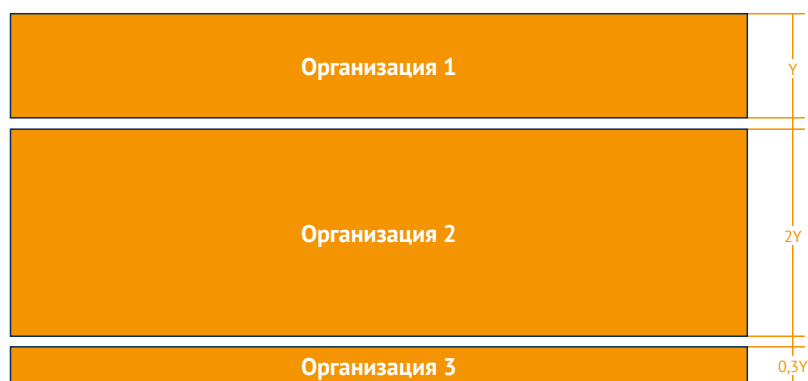 Организация 1
Y
Организация 2
2Y
Организация 3
0,3Y